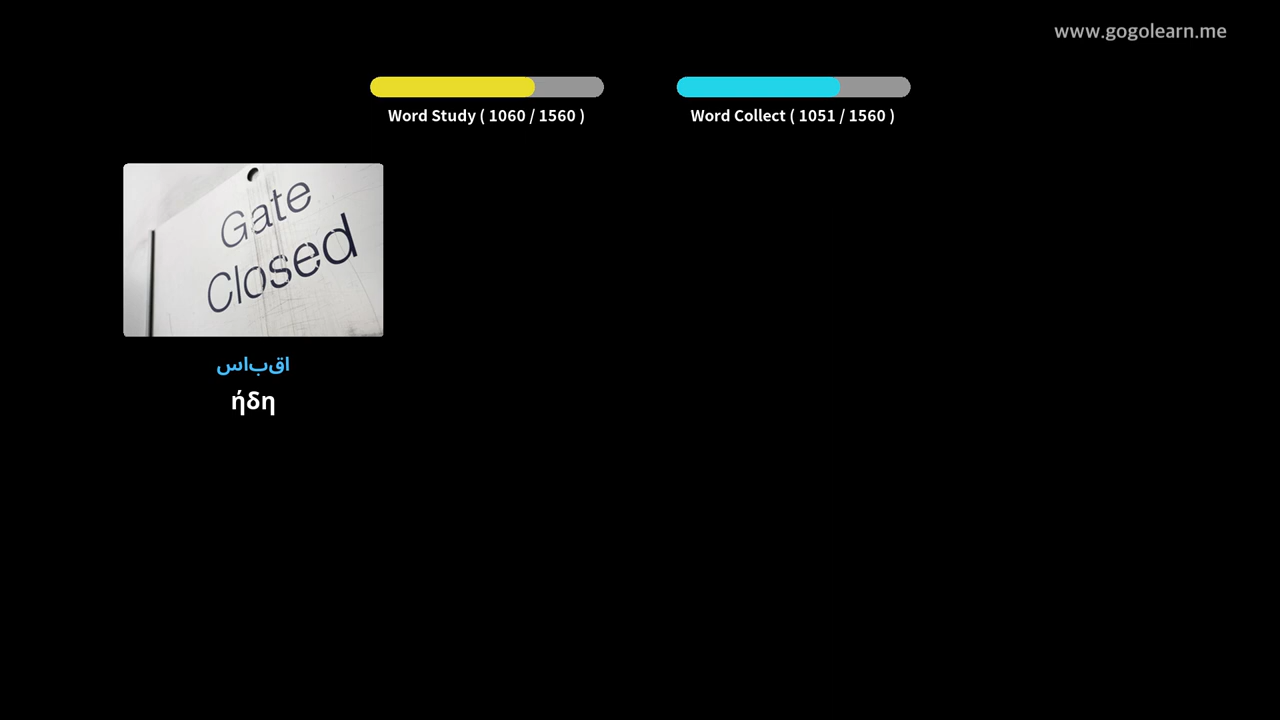 www.gogolearn.me
Word Study ( 1060 / 1560 )
Word Collect ( 1051 / 1560 )
Gate
Closed
اقباس
ήδη